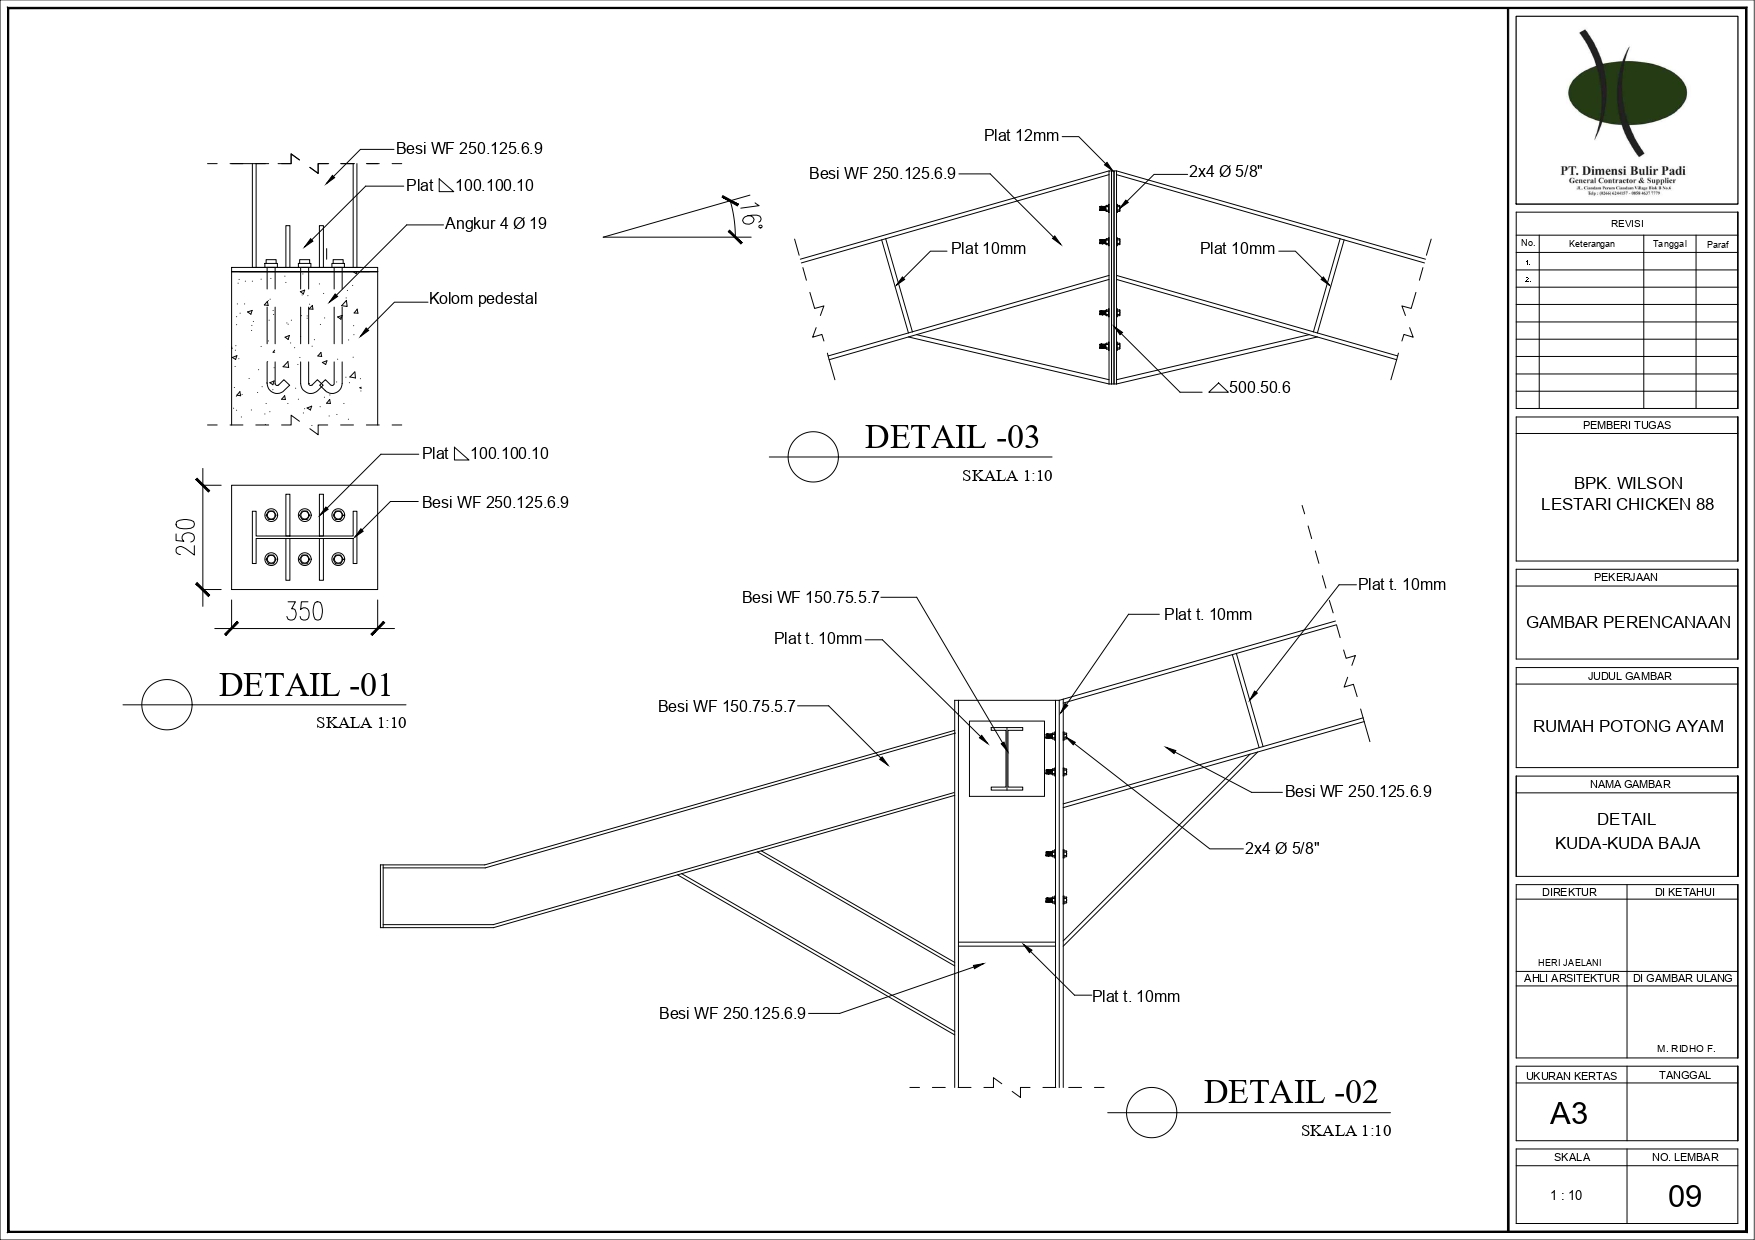 Besi WF 250.125.6.9
Plat 100.100.10
Angkur 4 Ø 19
Kolom pedestal
Plat 100.100.10
Besi WF 250.125.6.9
250
350
DETAIL -01
SKALA 1:10
16°
Plat 12mm
Besi WF 250.125.6.9
2x4 Ø 5/8"
Plat 10mm
Plat 10mm
500.50.6
DETAIL -03
SKALA 1:10
Besi WF 150.75.5.7
Plat t. 10mm
Besi WF 150.75.5.7
Plat t. 10mm
Plat t. 10mm
Besi WF 250.125.6.9
2x4 Ø 5/8"
Plat t. 10mm
Besi WF 250.125.6.9
DETAIL -02
SKALA 1:10
PT. Dimensi Bulir Padi
General Contractor & Supplier
REVISI
No. Keterangan Tanggal Paraf
1.
2.
PEMBERI TUGAS
BPK. WILSON
LESTARI CHICKEN 88
PEKERJAAN
GAMBAR PERENCANAAN
JUDUL GAMBAR
RUMAH POTONG AYAM
NAMA GAMBAR
DETAIL
KUDA-KUDA BAJA
DIREKTUR DI KETAHUI
HERI JAELANI
AHLI ARSITEKTUR DI GAMBAR ULANG
M. RIDHO F.
UKURAN KERTAS TANGGAL
A3
SKALA NO. LEMBAR
1 : 10 09